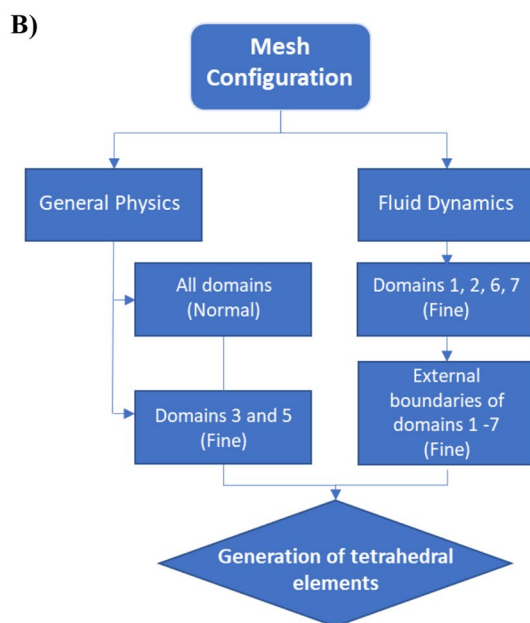 B)
Mesh
Configuration
General Physics
Fluid Dynamics
All domains
(Normal)
Domains 1, 2, 6, 7
(Fine)
Domains 3 and 5
(Fine)
External
boundaries of
domains 1 -7
(Fine)
Generation of tetrahedral
elements